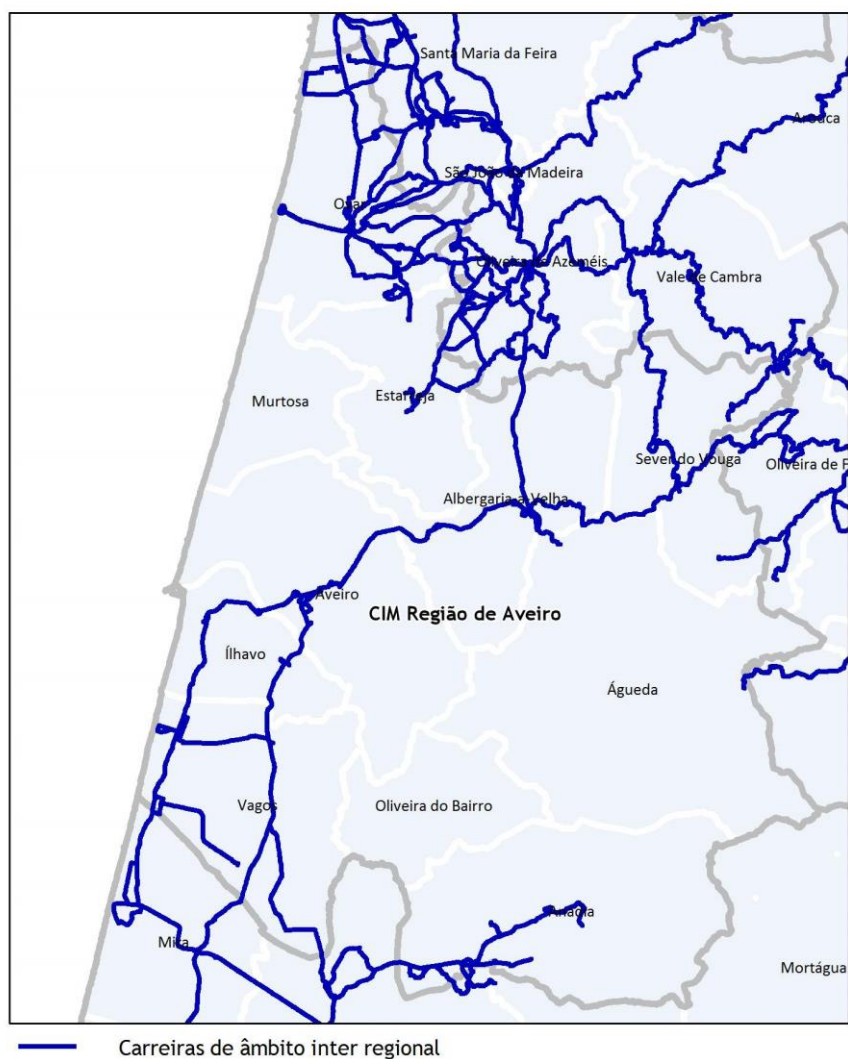 Santa Maria da Feira
Arouca
São João da Madeira
Ovar
Oliveira de Azeméis
Vale de Cambra
Murtosa
Estarreja
Sever do Vouga
Oliveira de F
Albergaria-a-Velha
Aveiro
CIM Região de Aveiro
Ílhavo
Águeda
Vagos
Oliveira do Bairro
Anadia
Mira
Mortágua
Carreiras de âmbito inter regional